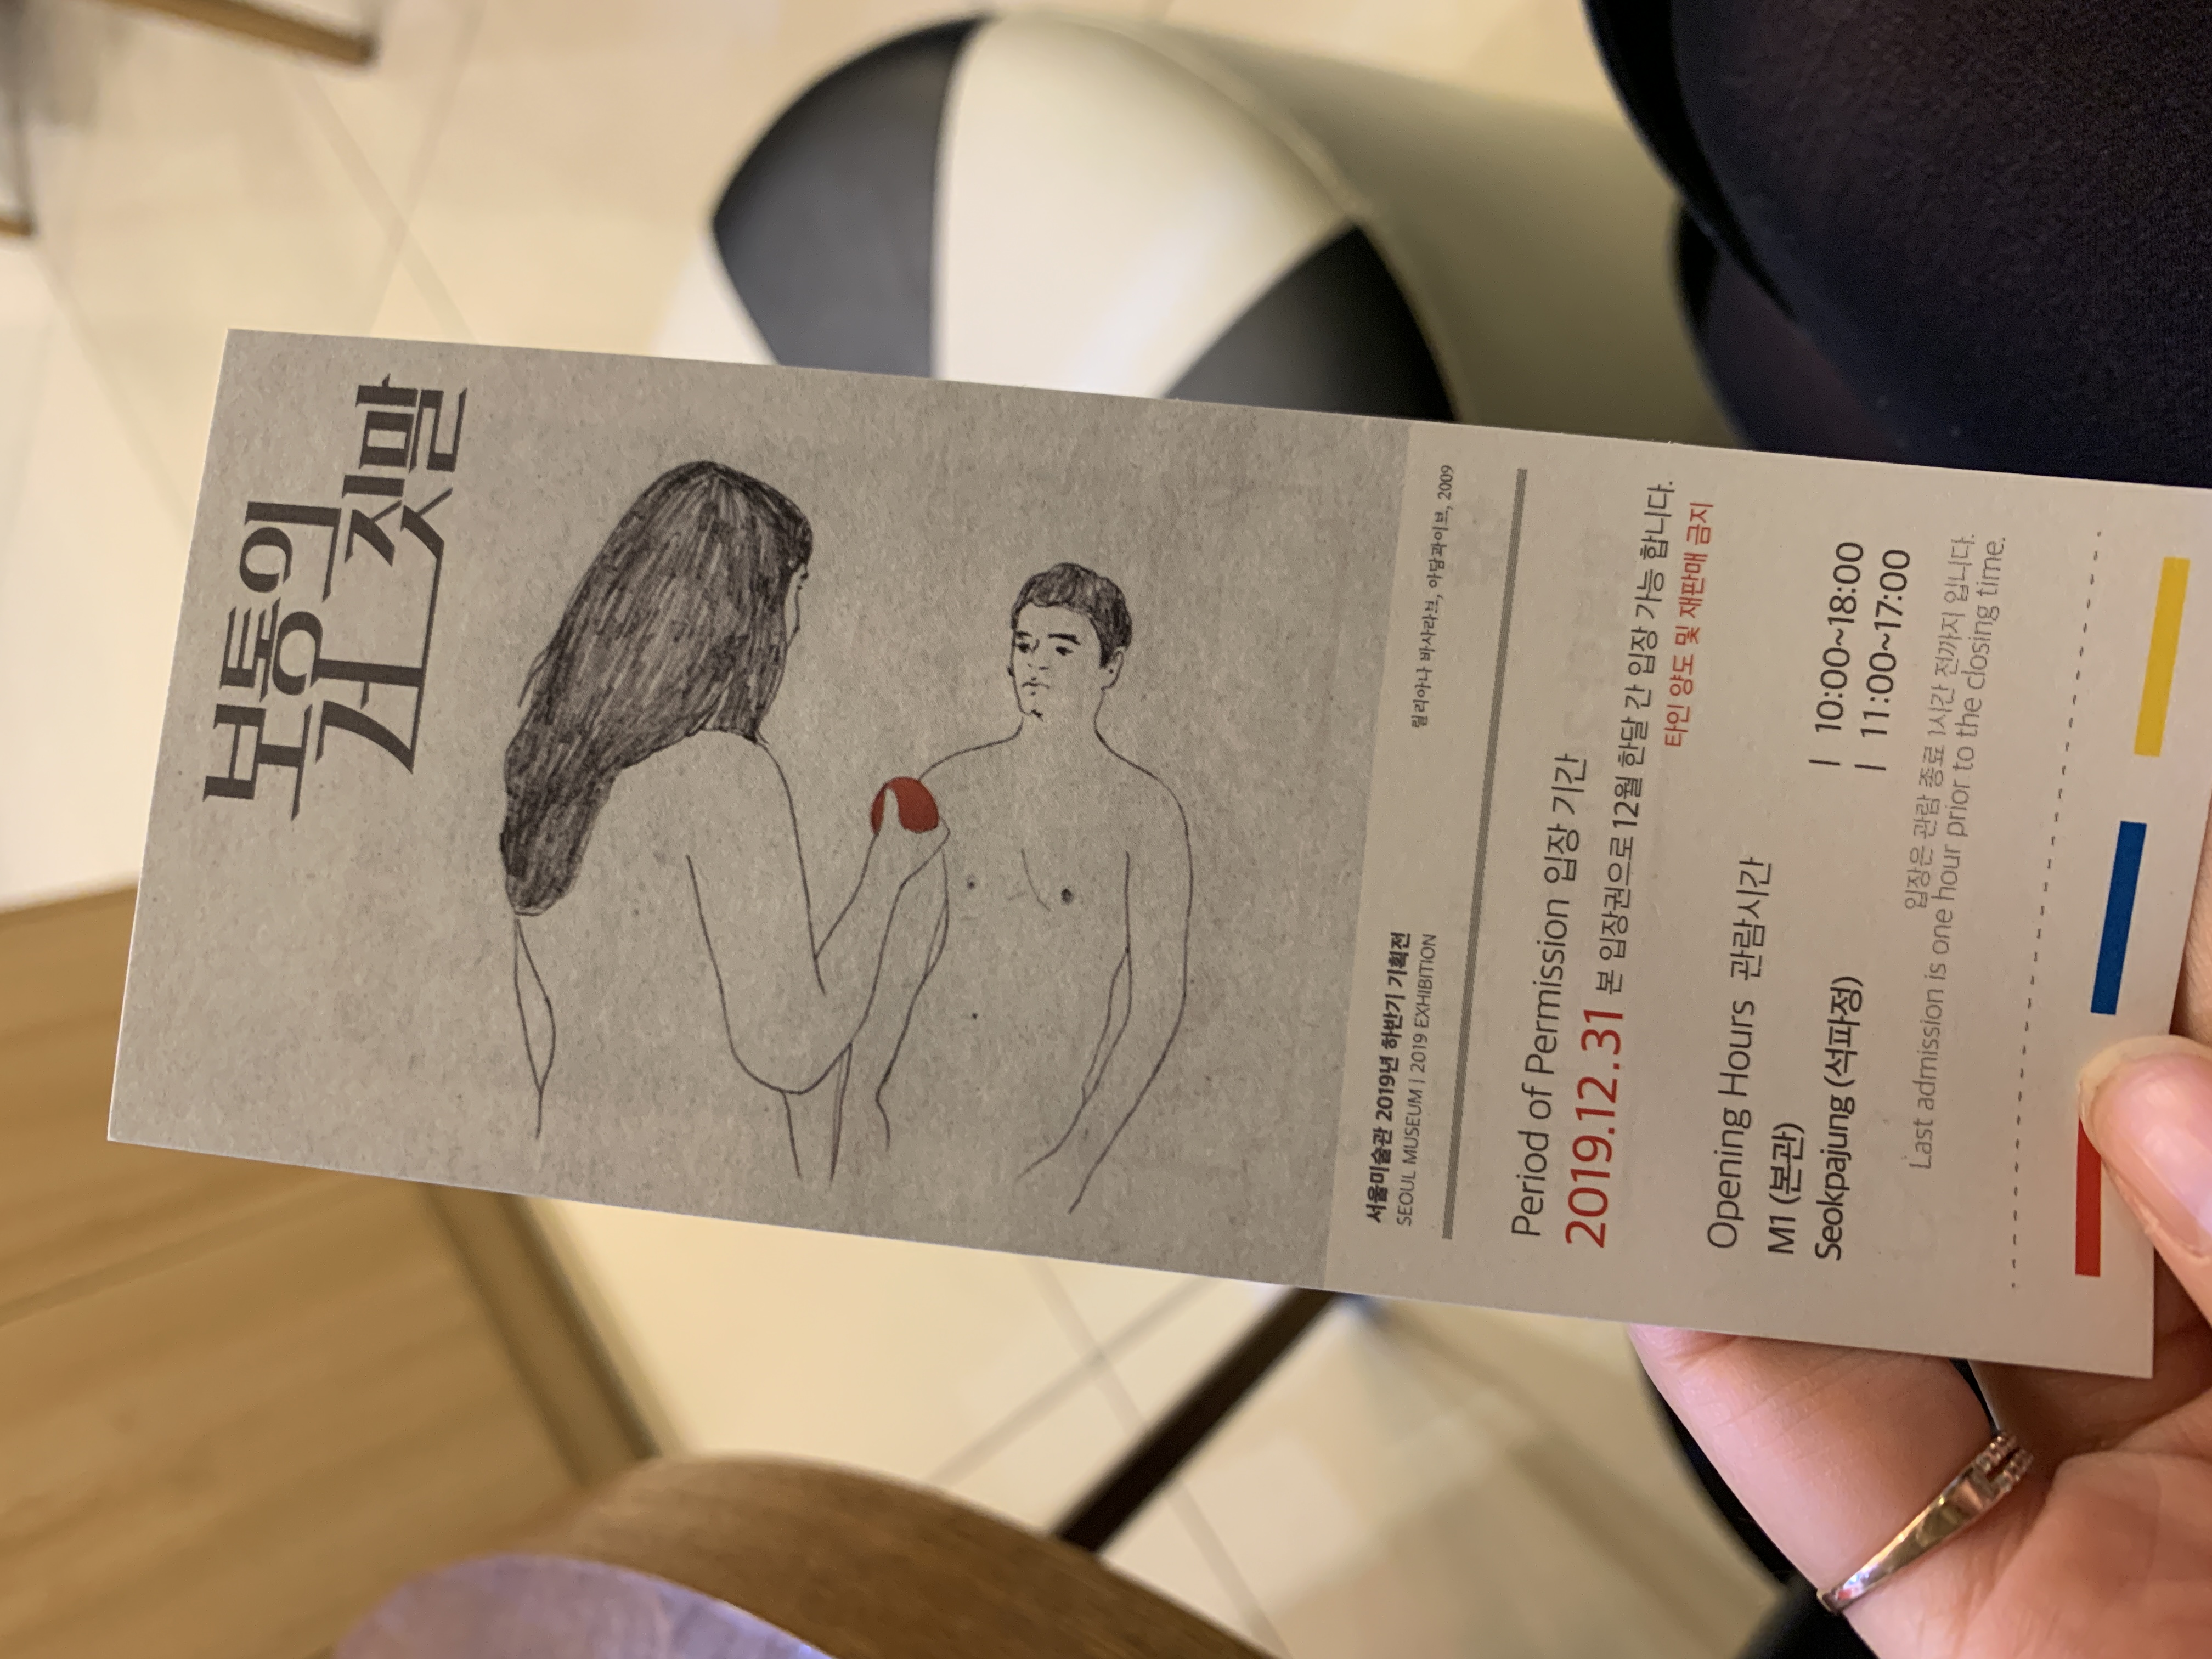 보통의
거짓말
서울미술관 2019년 하반기 기획전
SEOUL MUSEUM | 2019 EXHIBITION
릴리아나 바사라브, 아담과이브, 2009
Period of Permission 입장 기간
2019.12.31 본 입장권으로 12월 한달 간 입장 가능 합니다.
타인 양도 및 재판매 금지
Opening Hours 관람시간
M1 (본관) | 10:00~18:00
Seokpajung (석파정) | 11:00~17:00
입장은 관람 종료 1시간 전까지 입니다.
Last admission is one hour prior to the closing time.